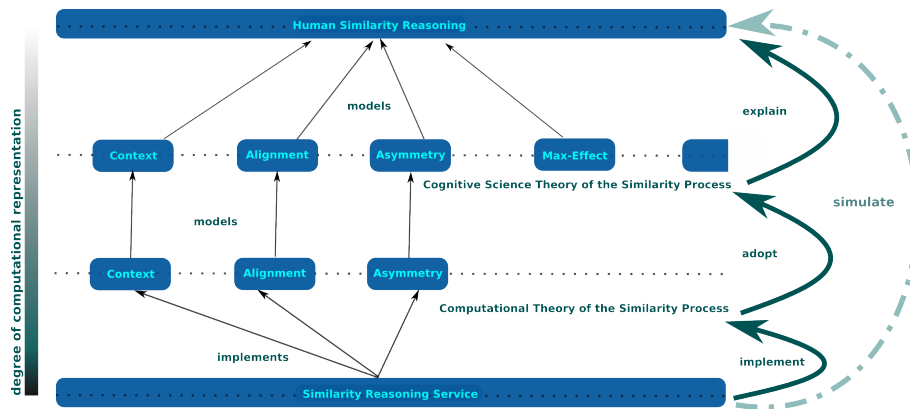 Human Similarity Reasoning
models
explain
Context
Alignment
Asymmetry
Max-Effect
Cognitive Science Theory of the Similarity Process
simulate
models
adopt
Context
Alignment
Asymmetry
Computational Theory of the Similarity Process
implements
implement
Similarity Reasoning Service
degree of computational representation